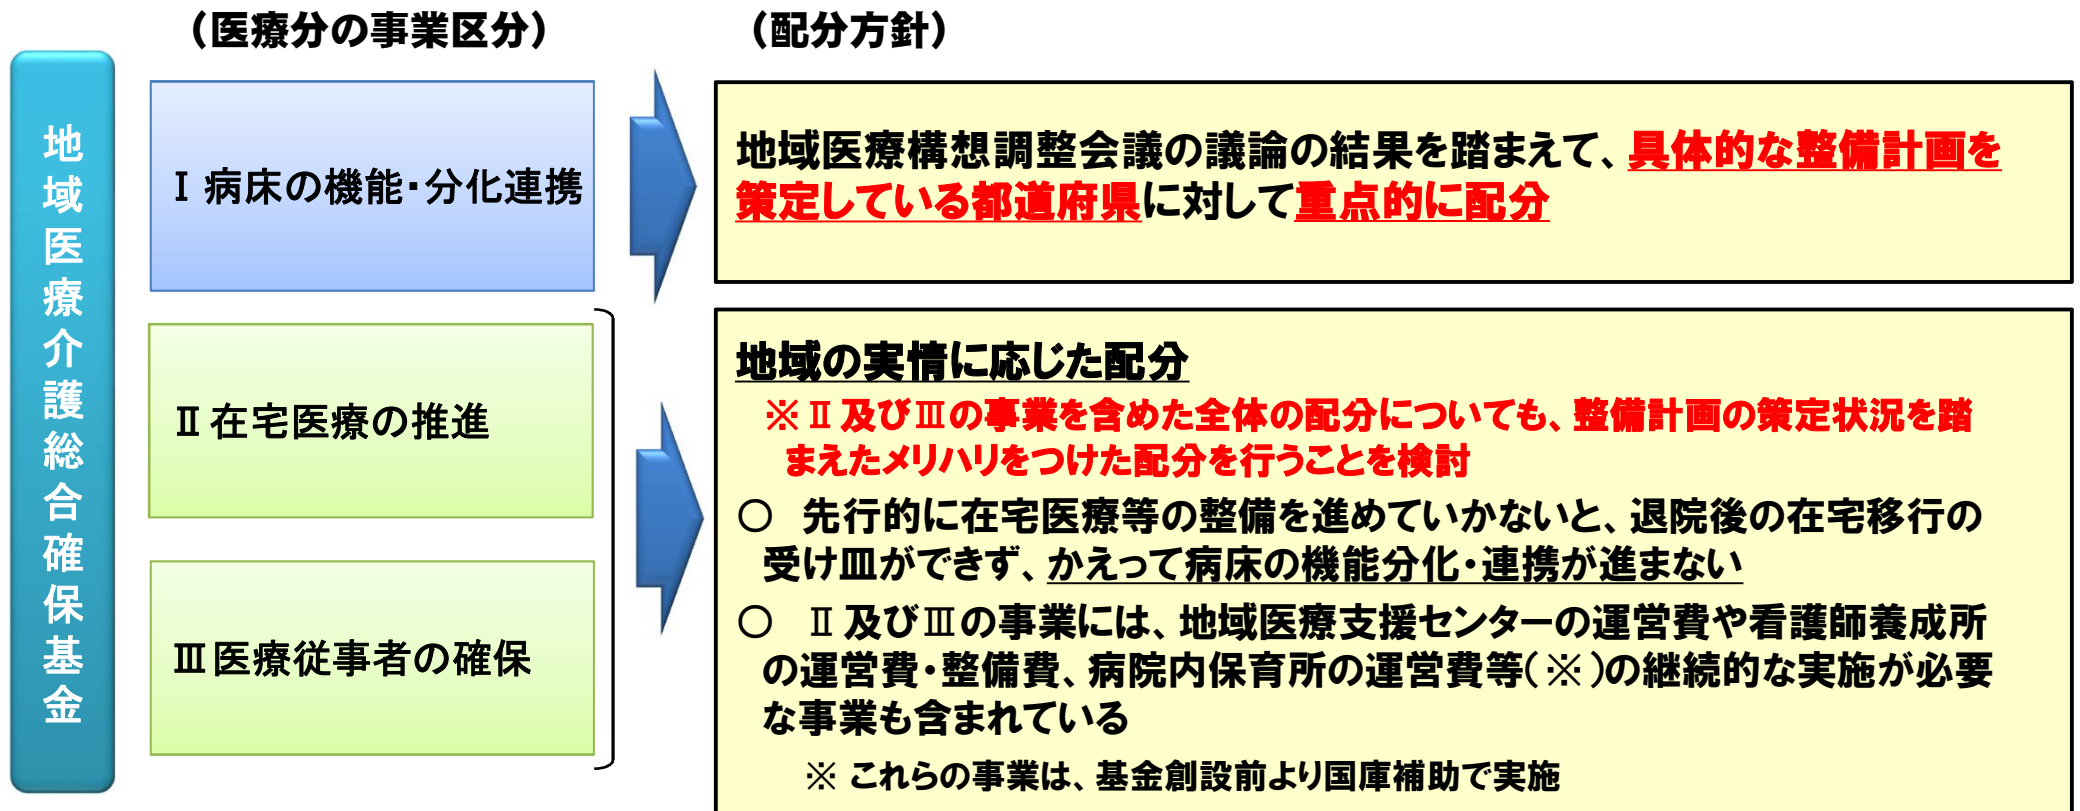 （医療分の事業区分）
（配分方針）
地域医療介護総合確保基金
Ⅰ 病床の機能・分化連携
地域医療構想調整会議の議論の結果を踏まえて、具体的な整備計画を
策定している都道府県に対して重点的に配分
Ⅱ 在宅医療の推進
Ⅲ 医療従事者の確保
地域の実情に応じた配分
※ Ⅱ 及びⅢの事業を含めた全体の配分についても、整備計画の策定状況を踏
まえたメリハリをつけた配分を行うことを検討
○　先行的に在宅医療等の整備を進めていかないと、退院後の在宅移行の
受け皿ができず、かえって病床の機能分化・連携が進まない
○　Ⅱ 及びⅢの事業には、地域医療支援センターの運営費や看護師養成所
の運営費・整備費、病院内保育所の運営費等（※）の継続的な実施が必要
な事業も含まれている
※ これらの事業は、基金創設前より国庫補助で実施